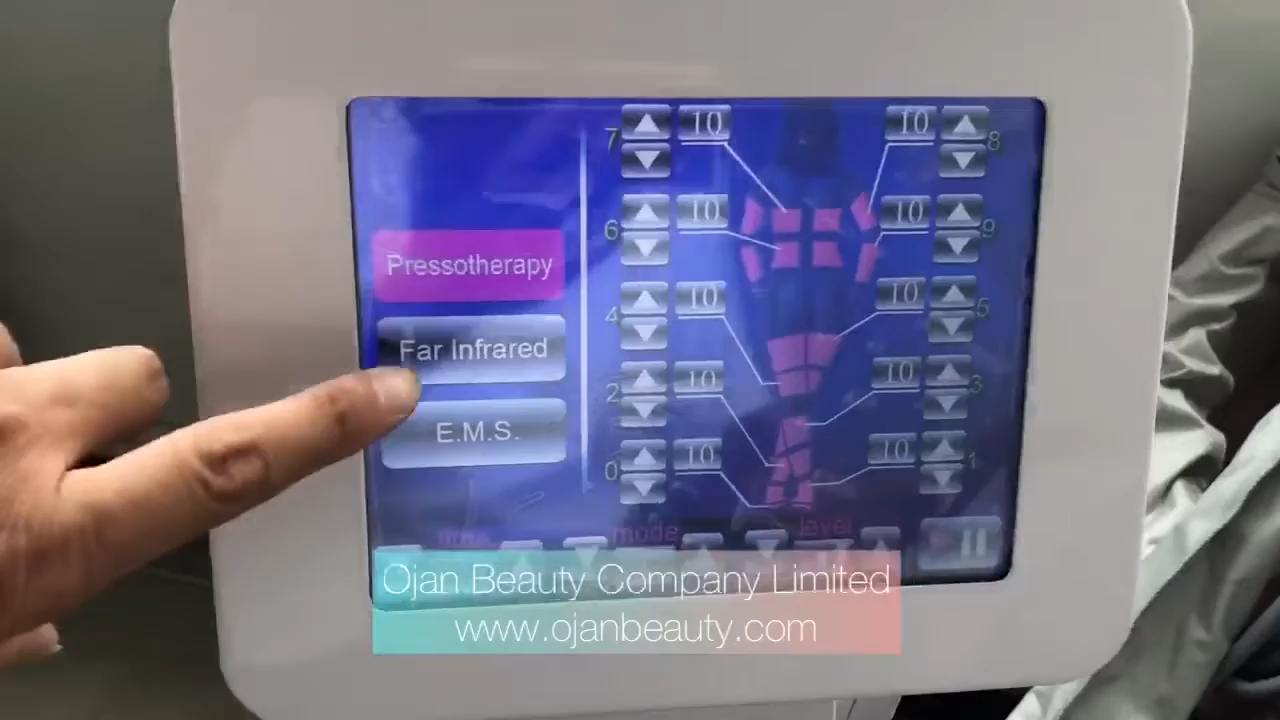 7 10 10 8
6 10 10 9
Pressotherapy
4 10 10 5
Far Infrared
2 10 10 3
E.M.S.
0 10 10 1
time mode level
Ojan Beauty Company Limited
www.ojanbeauty.com